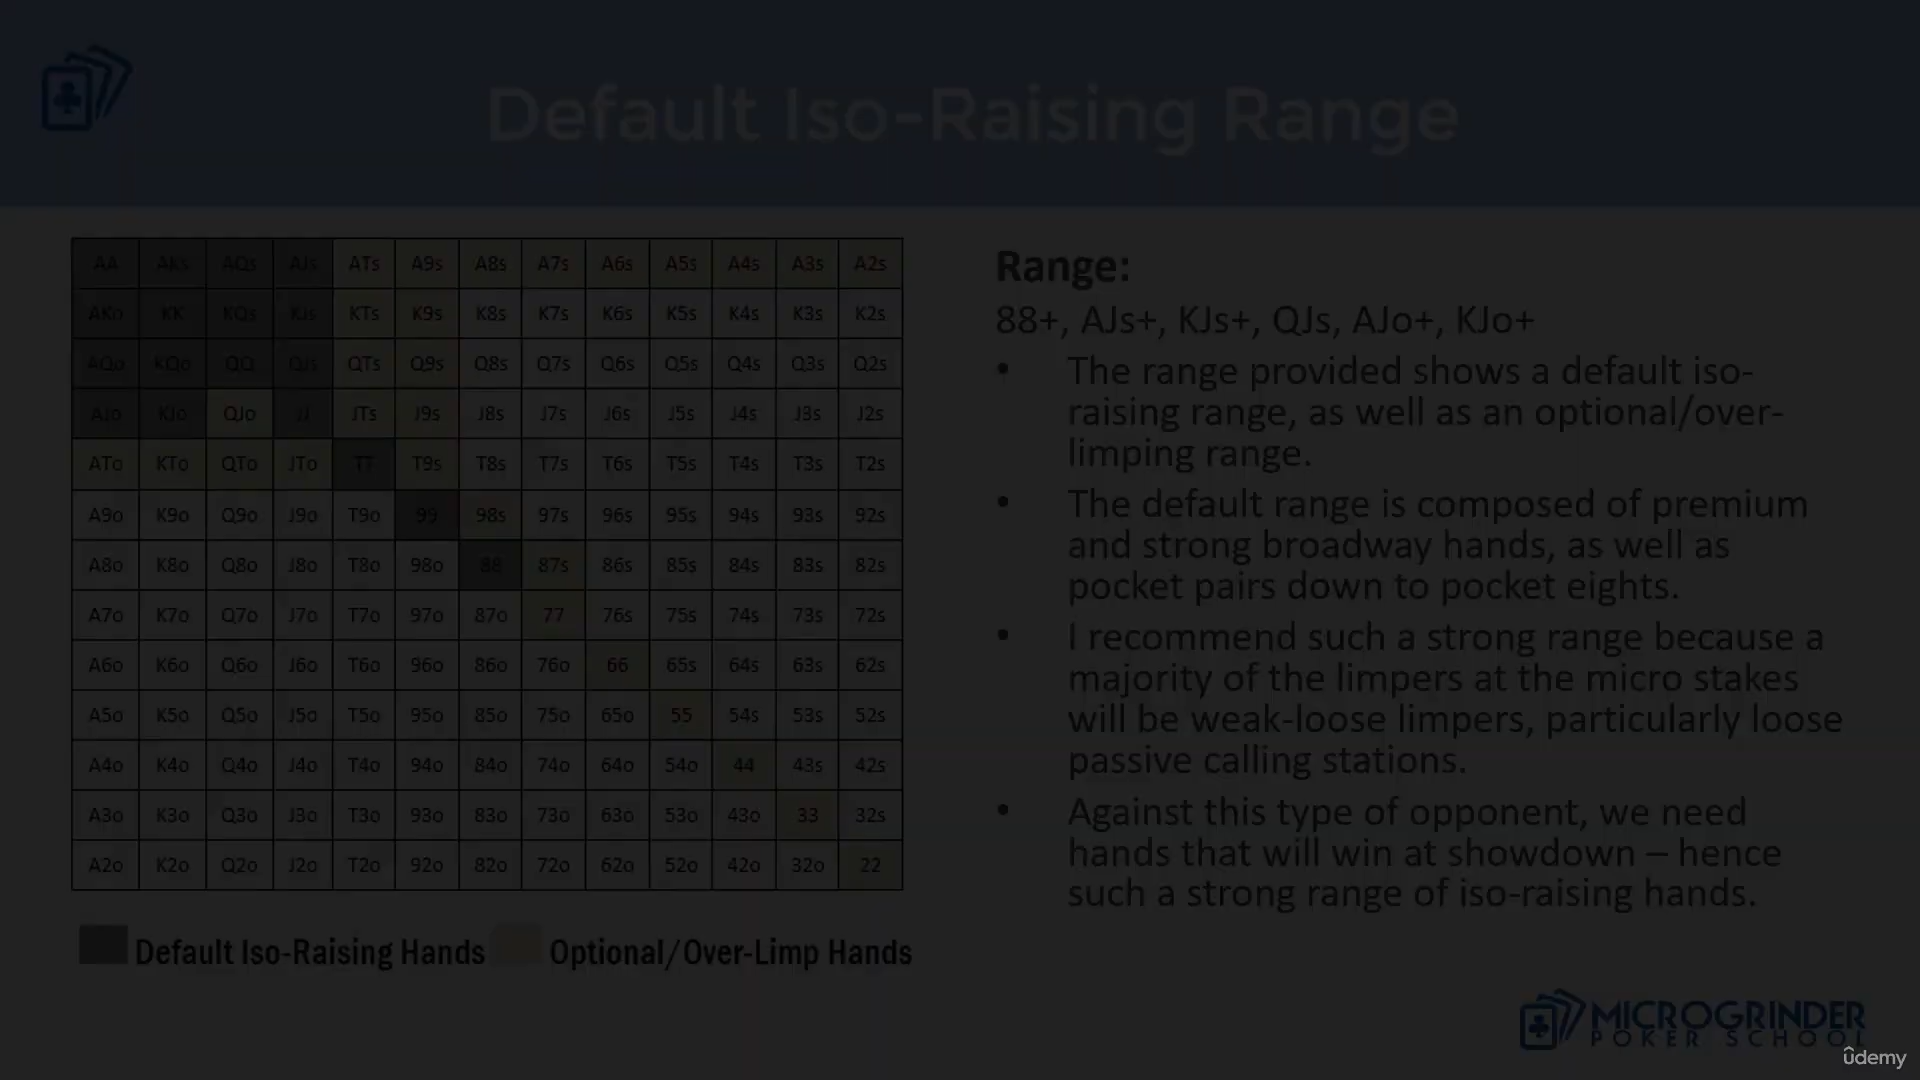 Default Iso-Raising Range
AA AKs AQs AJs ATs A9s A8s A7s A6s A5s A4s A3s A2s
AKo KK KQs KJs KTs K9s K8s K7s K6s K5s K4s K3s K2s
AQo KQo QQ QJs QTs Q9s Q8s Q7s Q6s Q5s Q4s Q3s Q2s
AJo KJo QJo JJ JTs J9s J8s J7s J6s J5s J4s J3s J2s
ATo KTo QTo JTo TT T9s T8s T7s T6s T5s T4s T3s T2s
A9o K9o Q9o J9o T9o 99 98s 97s 96s 95s 94s 93s 92s
A8o K8o Q8o J8o T8o 98o 88 87s 86s 85s 84s 83s 82s
A7o K7o Q7o J7o T7o 97o 87o 77 76s 75s 74s 73s 72s
A6o K6o Q6o J6o T6o 96o 86o 76o 66 65s 64s 63s 62s
A5o K5o Q5o J5o T5o 95o 85o 75o 65o 55 54s 53s 52s
A4o K4o Q4o J4o T4o 94o 84o 74o 64o 54o 44 43s 42s
A3o K3o Q3o J3o T3o 93o 83o 73o 63o 53o 43o 33 32s
A2o K2o Q2o J2o T2o 92o 82o 72o 62o 52o 42o 32o 22
Default Iso-Raising Hands Optional/Over-Limp Hands
Range:
88+, AJs+, KJs+, QJs, AJo+, KJo+
• The range provided shows a default iso-
raising range, as well as an optional/over-
limping range.
• The default range is composed of premium
and strong broadway hands, as well as
pocket pairs down to pocket eights.
• I recommend such a strong range because a
majority of the limpers at the micro stakes
will be weak-loose limpers, particularly loose
passive calling stations.
• Against this type of opponent, we need
hands that will win at showdown – hence
such a strong range of iso-raising hands.
MICROGRINDER
POKER SCHOOL
ûdemy